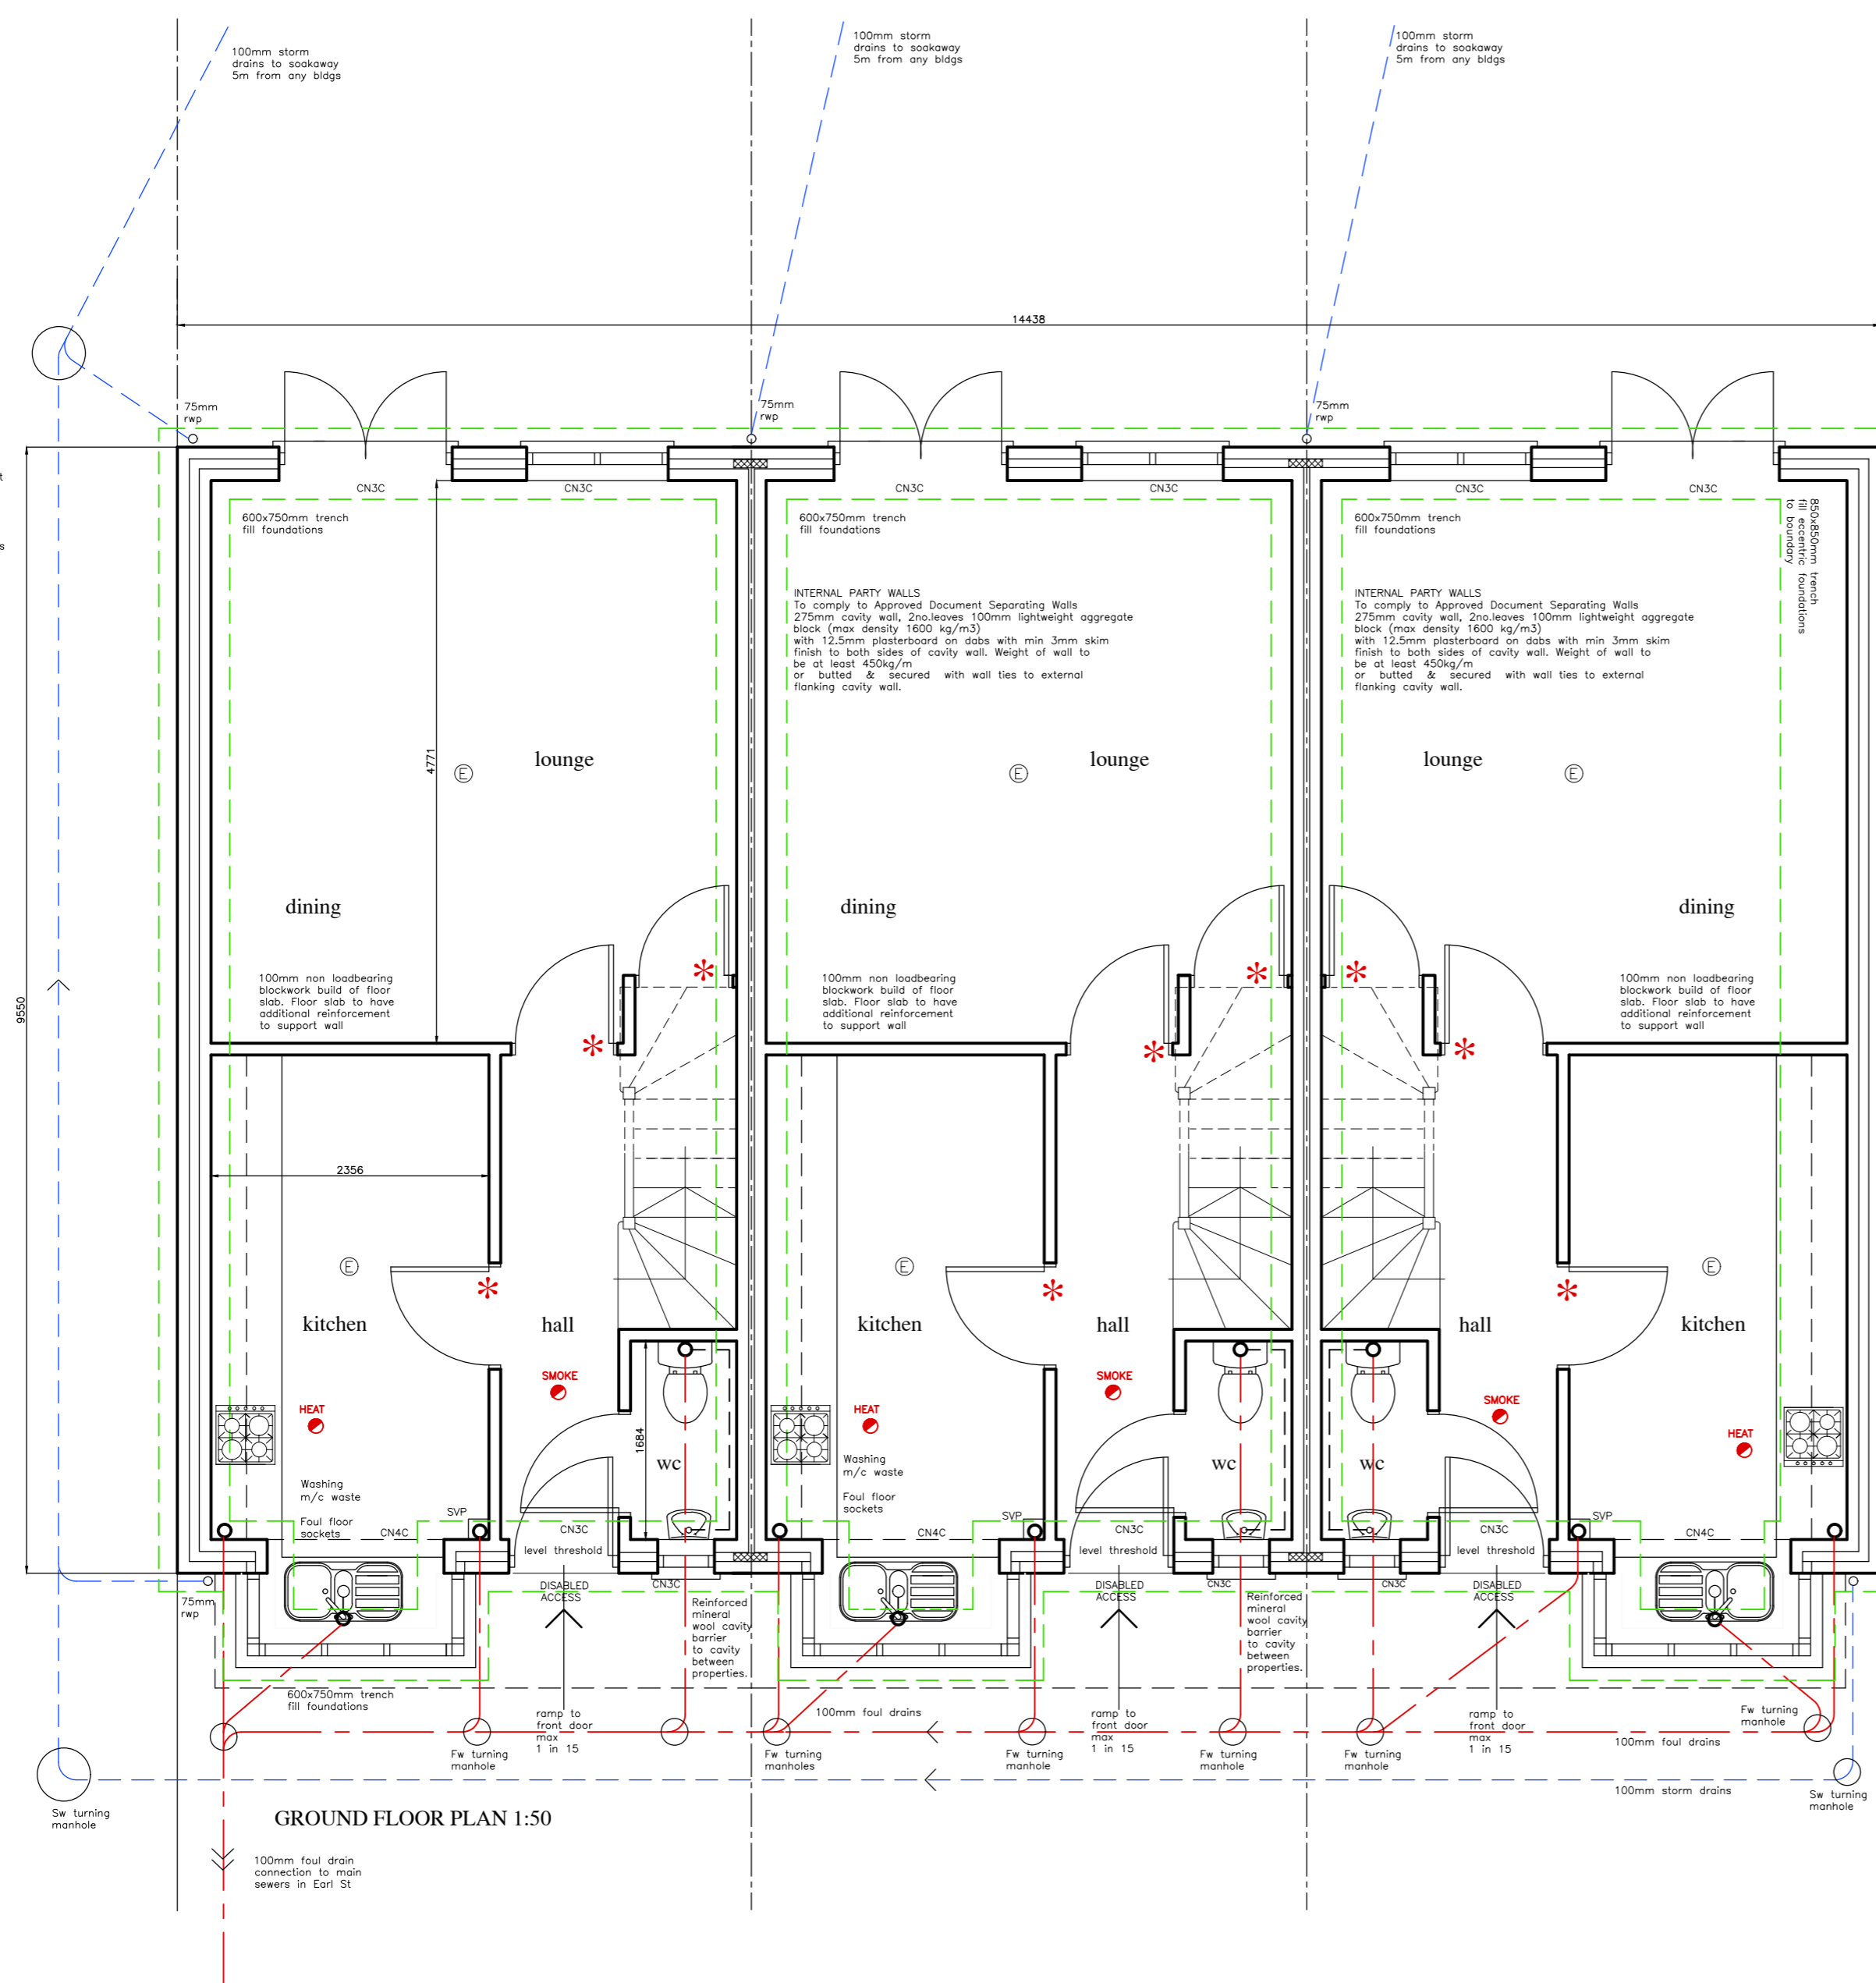 100mm storm
drains to soakaway
5m from any bldgs
100mm storm
drains to soakaway
5m from any bldgs
100mm storm
drains to soakaway
5m from any bldgs
14438
75mm
rwp
75mm
rwp
75mm
rwp
t
s
CN3C
CN3C
CN3C
CN3C
CN3C
CN3C
600x750mm trench
fill foundations
600x750mm trench
fill foundations
600x750mm trench
fill foundations
850x850mm trench
fill eccentric foundations
to boundary
INTERNAL PARTY WALLS
To comply to Approved Document Separating Walls
275mm cavity wall, 2no.leaves 100mm lightweight aggregate
block (max density 1600 kg/m3)
with 12.5mm plasterboard on dabs with min 3mm skim
finish to both sides of cavity wall. Weight of wall to
be at least 450kg/m
or butted & secured with wall ties to external
flanking cavity wall.
INTERNAL PARTY WALLS
To comply to Approved Document Separating Walls
275mm cavity wall, 2no.leaves 100mm lightweight aggregate
block (max density 1600 kg/m3)
with 12.5mm plasterboard on dabs with min 3mm skim
finish to both sides of cavity wall. Weight of wall to
be at least 450kg/m
or butted & secured with wall ties to external
flanking cavity wall.
4771
E
lounge
E
lounge
lounge
E
dining
dining
dining
100mm non loadbearing
blockwork build of floor
slab. Floor slab to have
additional reinforcement
to support wall
100mm non loadbearing
blockwork build of floor
slab. Floor slab to have
additional reinforcement
to support wall
100mm non loadbearing
blockwork build of floor
slab. Floor slab to have
additional reinforcement
to support wall
9550
2356
E
E
E
kitchen
hall
kitchen
hall
hall
kitchen
SMOKE
HEAT
SMOKE
HEAT
SMOKE
HEAT
1684
wc
wc
wc
Washing
m/c waste
Foul floor
sockets
Washing
m/c waste
Foul floor
sockets
SVP
SVP
SVP
CN4C
CN3C
CN4C
CN3C
CN3C
CN4C
level threshold
level threshold
level threshold
CN3C
CN3C
CN3C
DISABLED
ACCESS
DISABLED
ACCESS
DISABLED
ACCESS
75mm
rwp
Reinforced
mineral
wool cavity
barrier
to cavity
between
properties.
Reinforced
mineral
wool cavity
barrier
to cavity
between
properties.
600x750mm trench
fill foundations
ramp to
front door
max
1 in 15
100mm foul drains
ramp to
front door
max
1 in 15
ramp to
front door
max
1 in 15
Fw turning
manhole
100mm foul drains
Fw turning
manhole
Fw turning
manholes
Fw turning
manhole
Fw turning
manhole
Fw turning
manhole
100mm storm drains
Sw turning
manhole
Sw turning
manhole
GROUND FLOOR PLAN 1:50
100mm foul drain
connection to main
sewers in Earl St